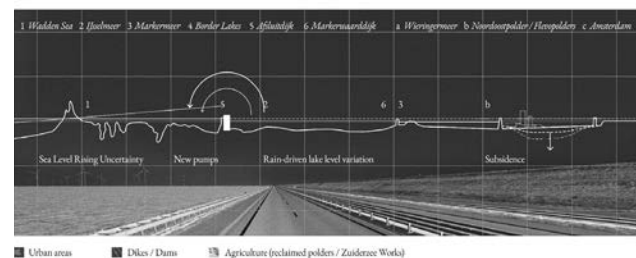 1 Wadden Sea 2 IJselmeer 3 Markermeer 4 Border Lakes 5 Afsluitdijk 6 Markerwaarddijk a Wieringermeer b Noordoostpolder/Flevopolders c Amsterdam
1 5 2 6 3 b
Sea Level Rising Uncertainty New pumps Rain-driven lake level variation Subsidence
Urban areas Dikes / Dams Agriculture (reclaimed polders / Zuiderzee Works)